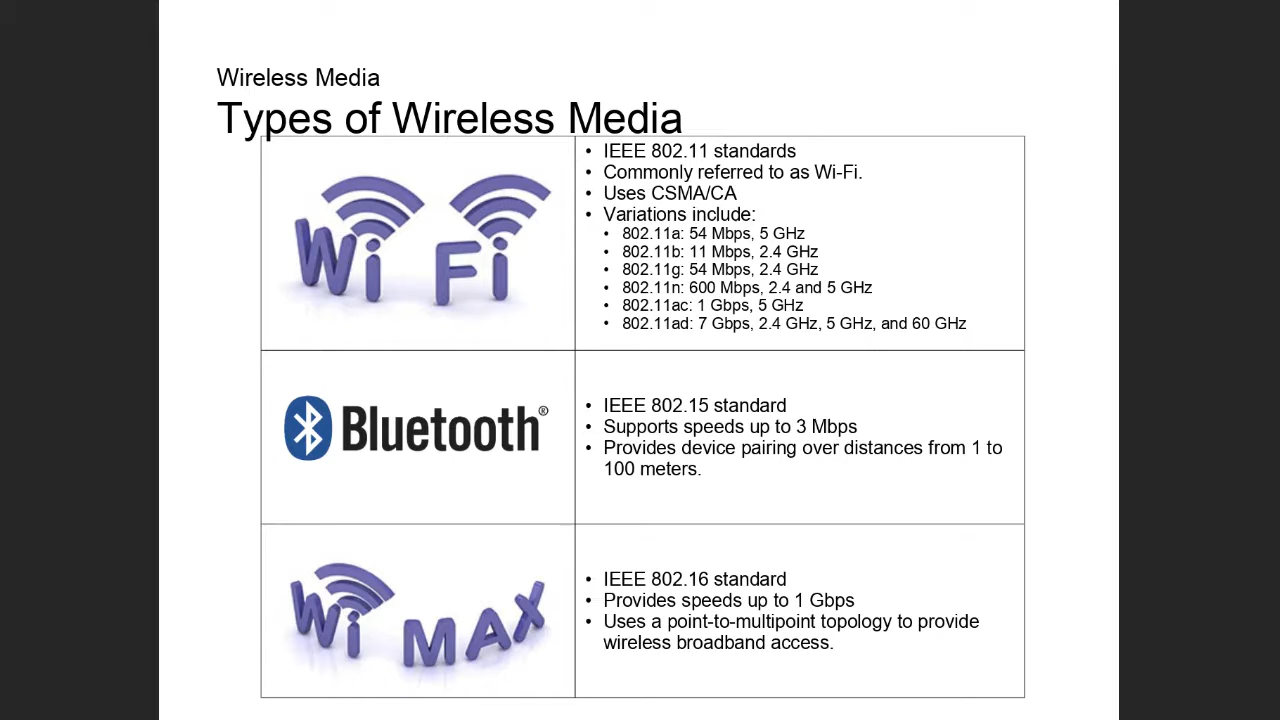 Wireless Media
Types of Wireless Media
Wi Fi
• IEEE 802.11 standards
• Commonly referred to as Wi-Fi.
• Uses CSMA/CA
• Variations include:
• 802.11a: 54 Mbps, 5 GHz
• 802.11b: 11 Mbps, 2.4 GHz
• 802.11g: 54 Mbps, 2.4 GHz
• 802.11n: 600 Mbps, 2.4 and 5 GHz
• 802.11ac: 1 Gbps, 5 GHz
• 802.11ad: 7 Gbps, 2.4 GHz, 5 GHz, and 60 GHz
Bluetooth®
• IEEE 802.15 standard
• Supports speeds up to 3 Mbps
• Provides device pairing over distances from 1 to
100 meters.
Wi MAX
• IEEE 802.16 standard
• Provides speeds up to 1 Gbps
• Uses a point-to-multipoint topology to provide
wireless broadband access.